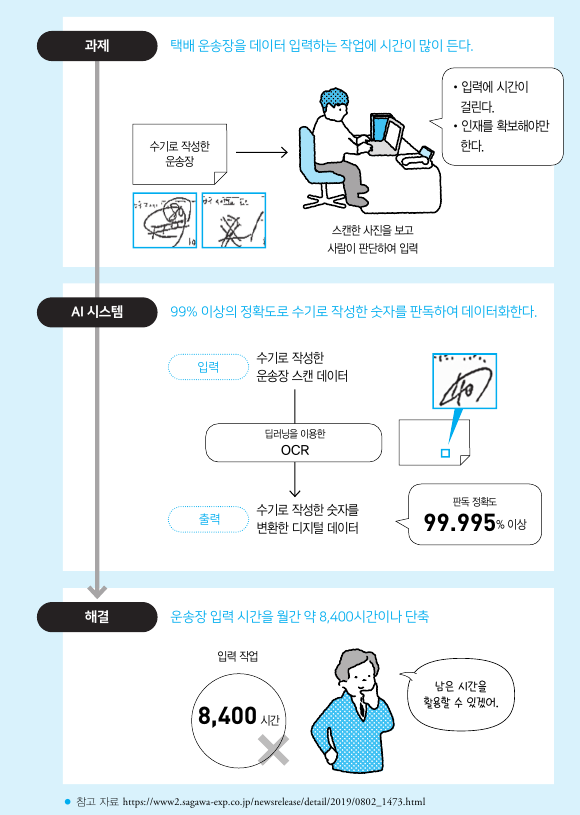 과제
택배 운송장을 데이터 입력하는 작업에 시간이 많이 든다.
• 입력에 시간이
걸린다.
• 인재를 확보해야만
한다.
수기로 작성한
운송장
스캔한 사진을 보고
사람이 판단하여 입력
AI 시스템
99% 이상의 정확도로 수기로 작성한 숫자를 판독하여 데이터화한다.
입력
수기로 작성한
운송장 스캔 데이터
딥러닝을 이용한
OCR
출력
수기로 작성한 숫자를
변환한 디지털 데이터
판독 정확도
99.995% 이상
해결
운송장 입력 시간을 월간 약 8,400시간이나 단축
입력 작업
8,400 시간
남은 시간을
활용할 수 있겠어.
• 참고 자료 https://www2.sagawa-exp.co.jp/newsrelease/detail/2019/0802_1473.html